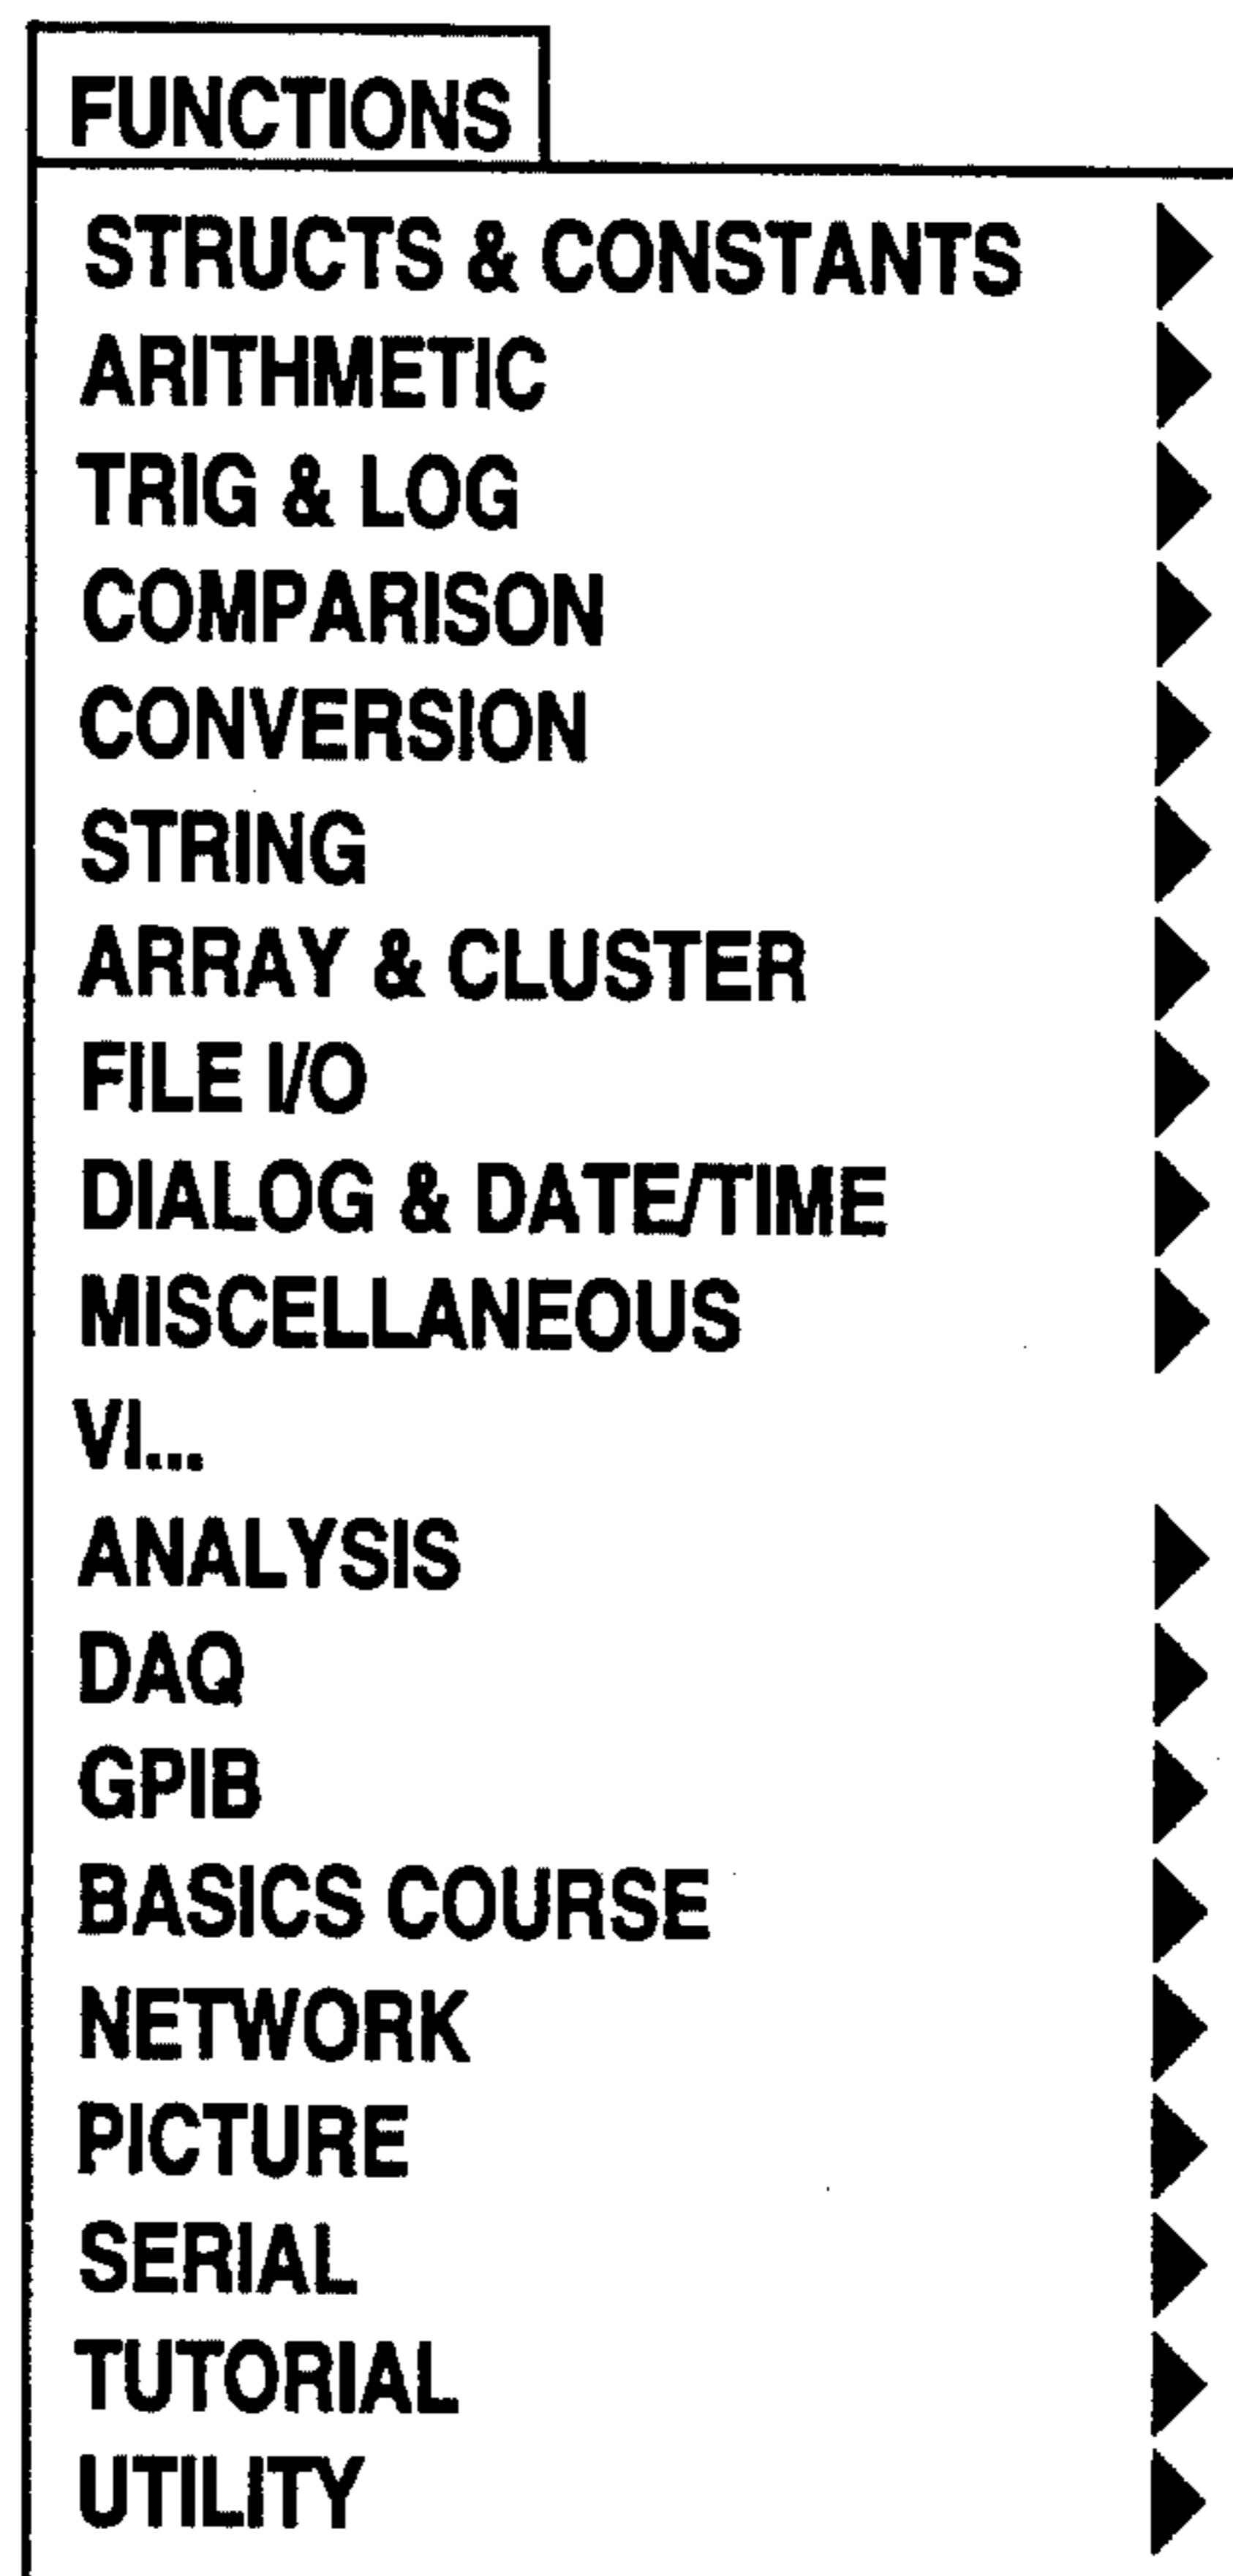 FUNCTIONS
STRUCTS & CONSTANTS
ARITHMETIC
TRIG & LOG
COMPARISON
CONVERSION
STRING
ARRAY & CLUSTER
FILE I/O
DIALOG & DATE/TIME
MISCELLANEOUS
VI...
ANALYSIS
DAQ
GPIB
BASICS COURSE
NETWORK
PICTURE
SERIAL
TUTORIAL
UTILITY